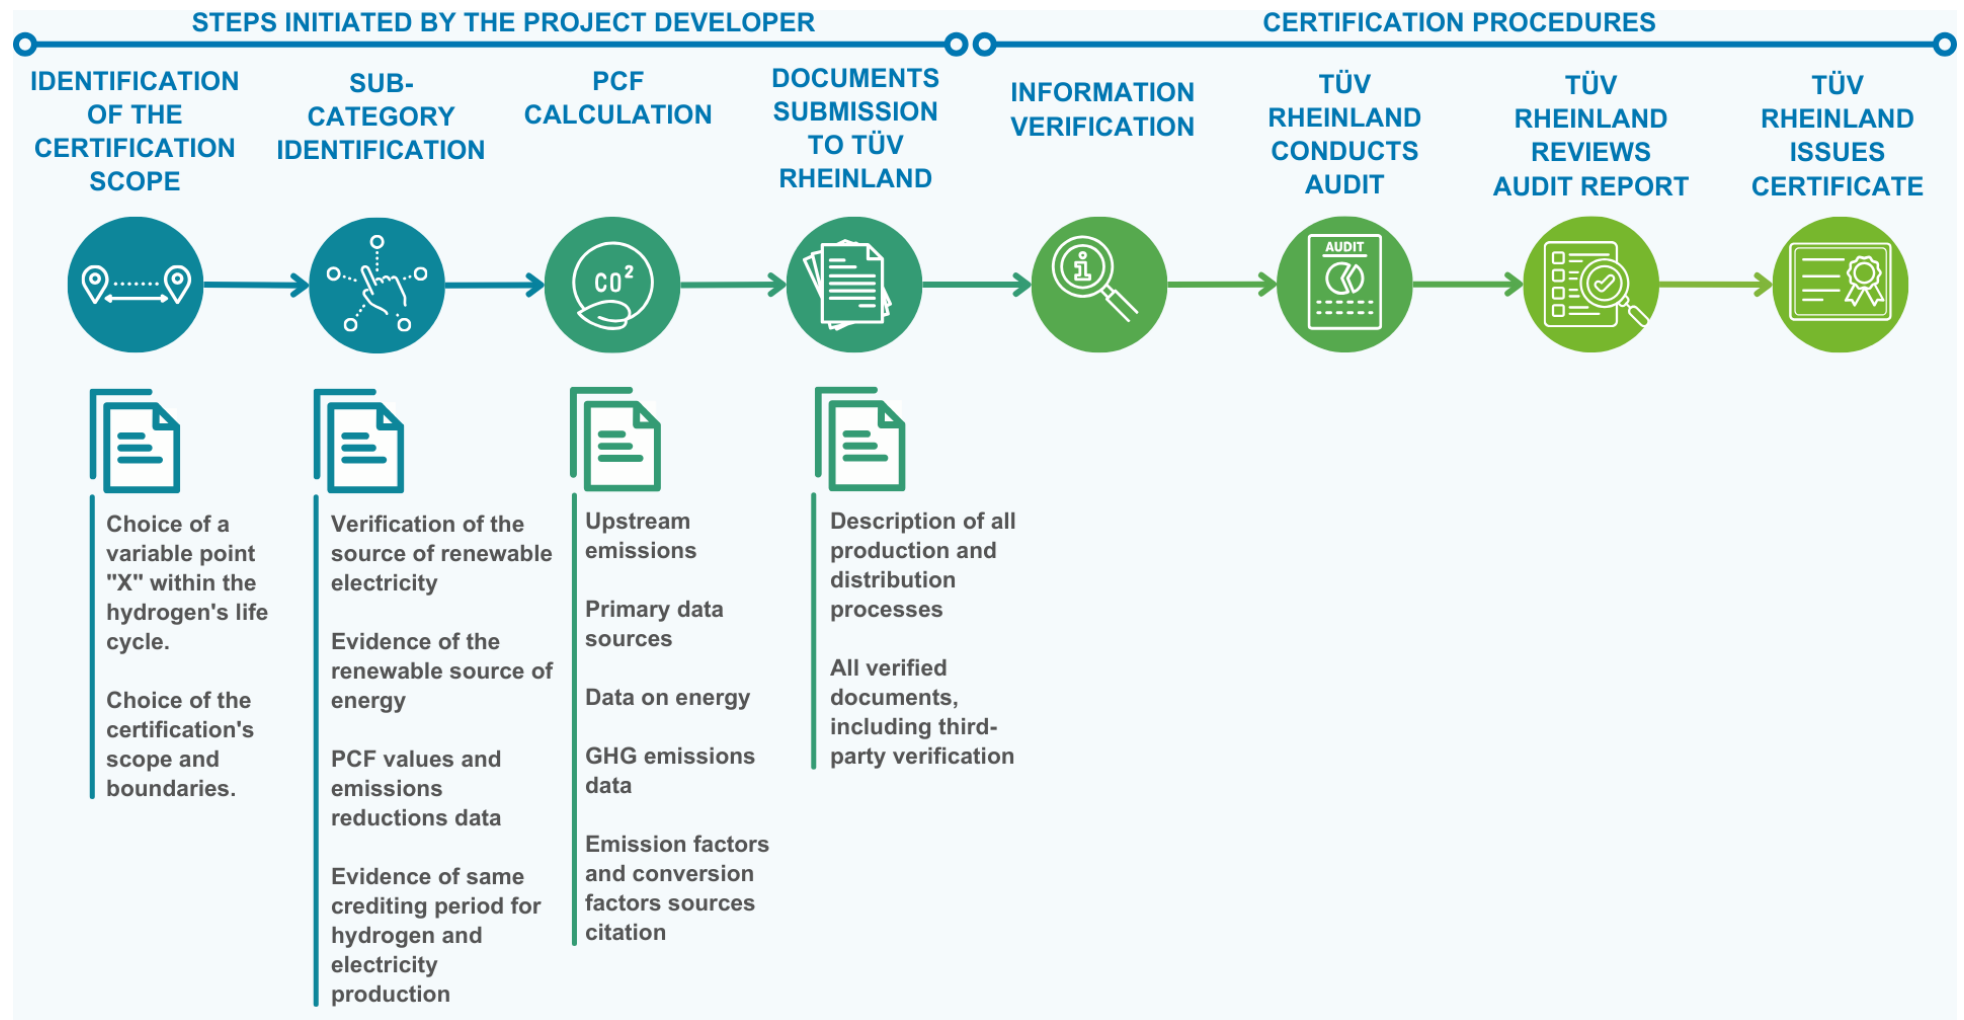 STEPS INITIATED BY THE PROJECT DEVELOPER
CERTIFICATION PROCEDURES
IDENTIFICATION
OF THE
CERTIFICATION
SCOPE
SUB-
CATEGORY
IDENTIFICATION
PCF
CALCULATION
DOCUMENTS
SUBMISSION
TO TÜV
RHEINLAND
INFORMATION
VERIFICATION
TÜV
RHEINLAND
CONDUCTS
AUDIT
TÜV
RHEINLAND
REVIEWS
AUDIT REPORT
TÜV
RHEINLAND
ISSUES
CERTIFICATE
CO²
i
AUDIT
Choice of a
variable point
"X" within the
hydrogen's life
cycle.
Choice of the
certification's
scope and
boundaries.
Verification of the
source of renewable
electricity
Evidence of the
renewable source of
energy
PCF values and
emissions
reductions data
Evidence of same
crediting period for
hydrogen and
electricity
production
Upstream
emissions
Primary data
sources
Data on energy
GHG emissions
data
Emission factors
and conversion
factors sources
citation
Description of all
production and
distribution
processes
All verified
documents,
including third-
party verification